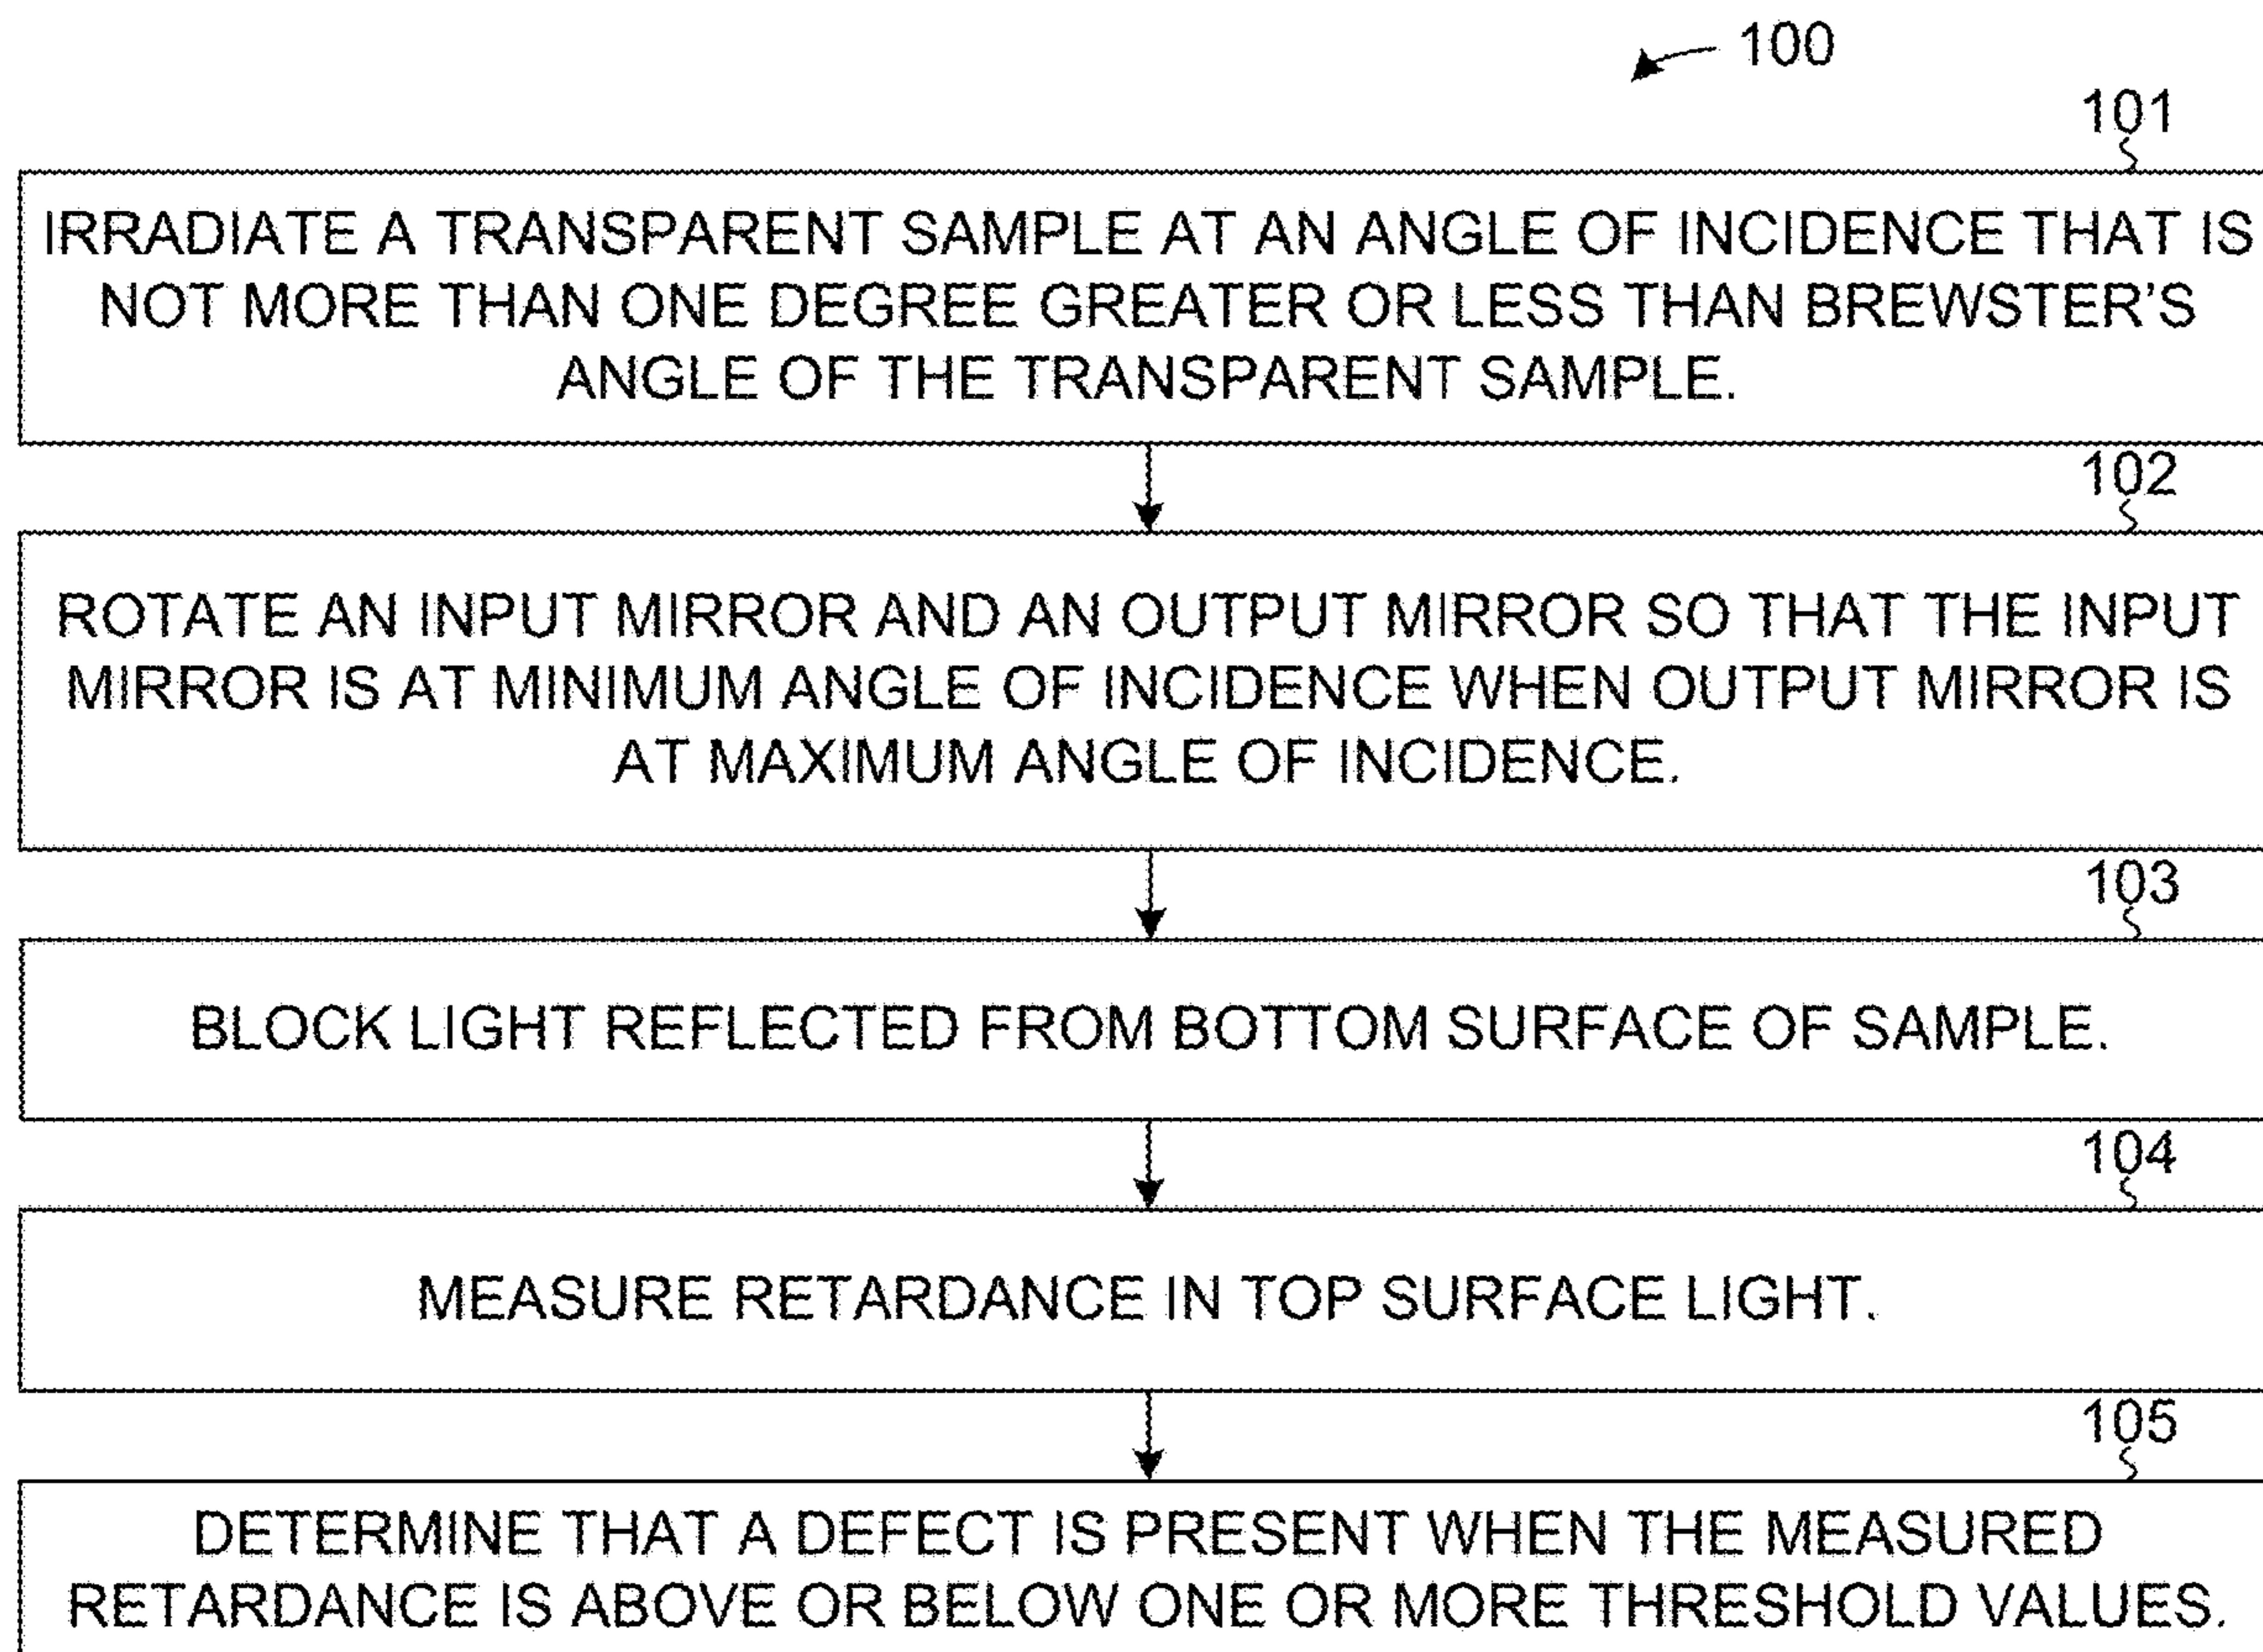 100
101
IRRADIATE A TRANSPARENT SAMPLE AT AN ANGLE OF INCIDENCE THAT IS
NOT MORE THAN ONE DEGREE GREATER OR LESS THAN BREWSTER'S
ANGLE OF THE TRANSPARENT SAMPLE.
102
ROTATE AN INPUT MIRROR AND AN OUTPUT MIRROR SO THAT THE INPUT
MIRROR IS AT MINIMUM ANGLE OF INCIDENCE WHEN OUTPUT MIRROR IS
AT MAXIMUM ANGLE OF INCIDENCE.
103
BLOCK LIGHT REFLECTED FROM BOTTOM SURFACE OF SAMPLE.
104
MEASURE RETARDANCE IN TOP SURFACE LIGHT.
105
DETERMINE THAT A DEFECT IS PRESENT WHEN THE MEASURED
RETARDANCE IS ABOVE OR BELOW ONE OR MORE THRESHOLD VALUES.